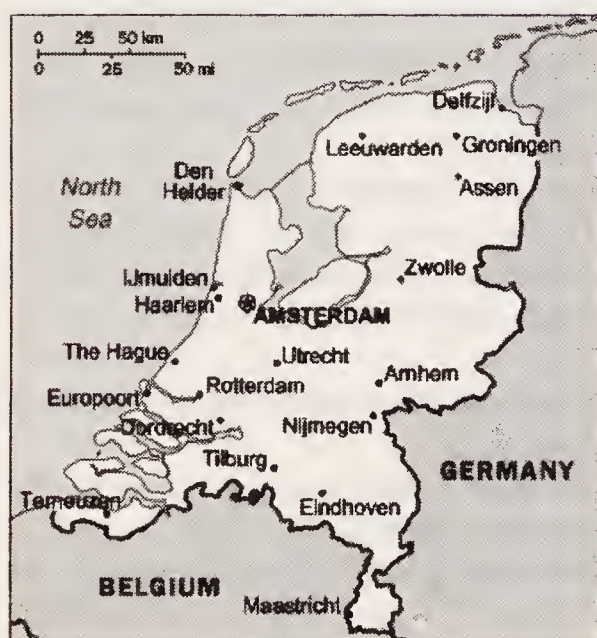 0 25 50 km
0 25 50 mi
Delfzijl
Leeuwarden
Groningen
Den
Helder
Assen
North
Sea
Zwolle
IJmuiden
Haarlem
AMSTERDAM
The Hague
Utrecht
Arnhem
Europoort
Rotterdam
Dordrecht
Nijmegen
Tilburg
GERMANY
Terneuzen
Eindhoven
BELGIUM
Maastricht